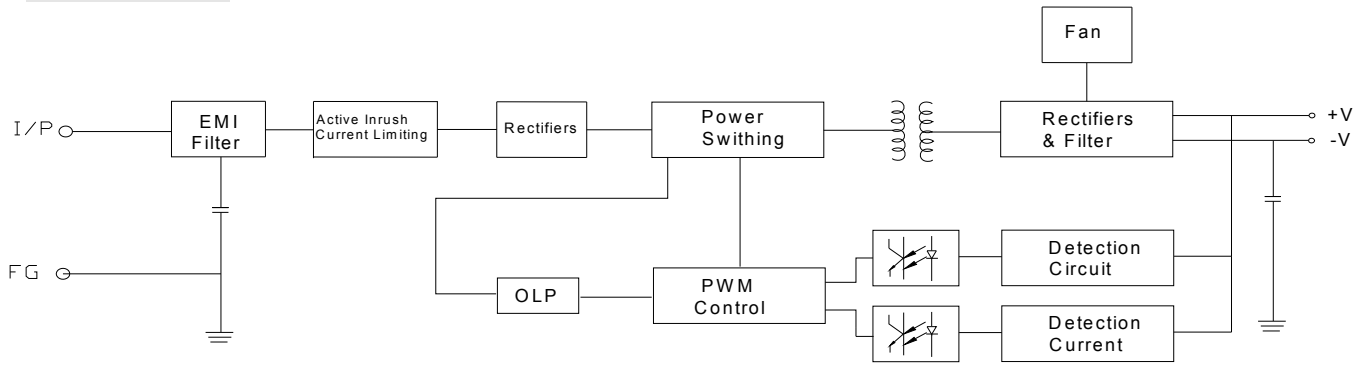 Fan
I/P
EMI
Filter
Active Inrush
Current Limiting
Rectifiers
Power
Swithing
Rectifiers
& Filter
+V
-V
FG
OLP
PWM
Control
Detection
Circuit
Detection
Current